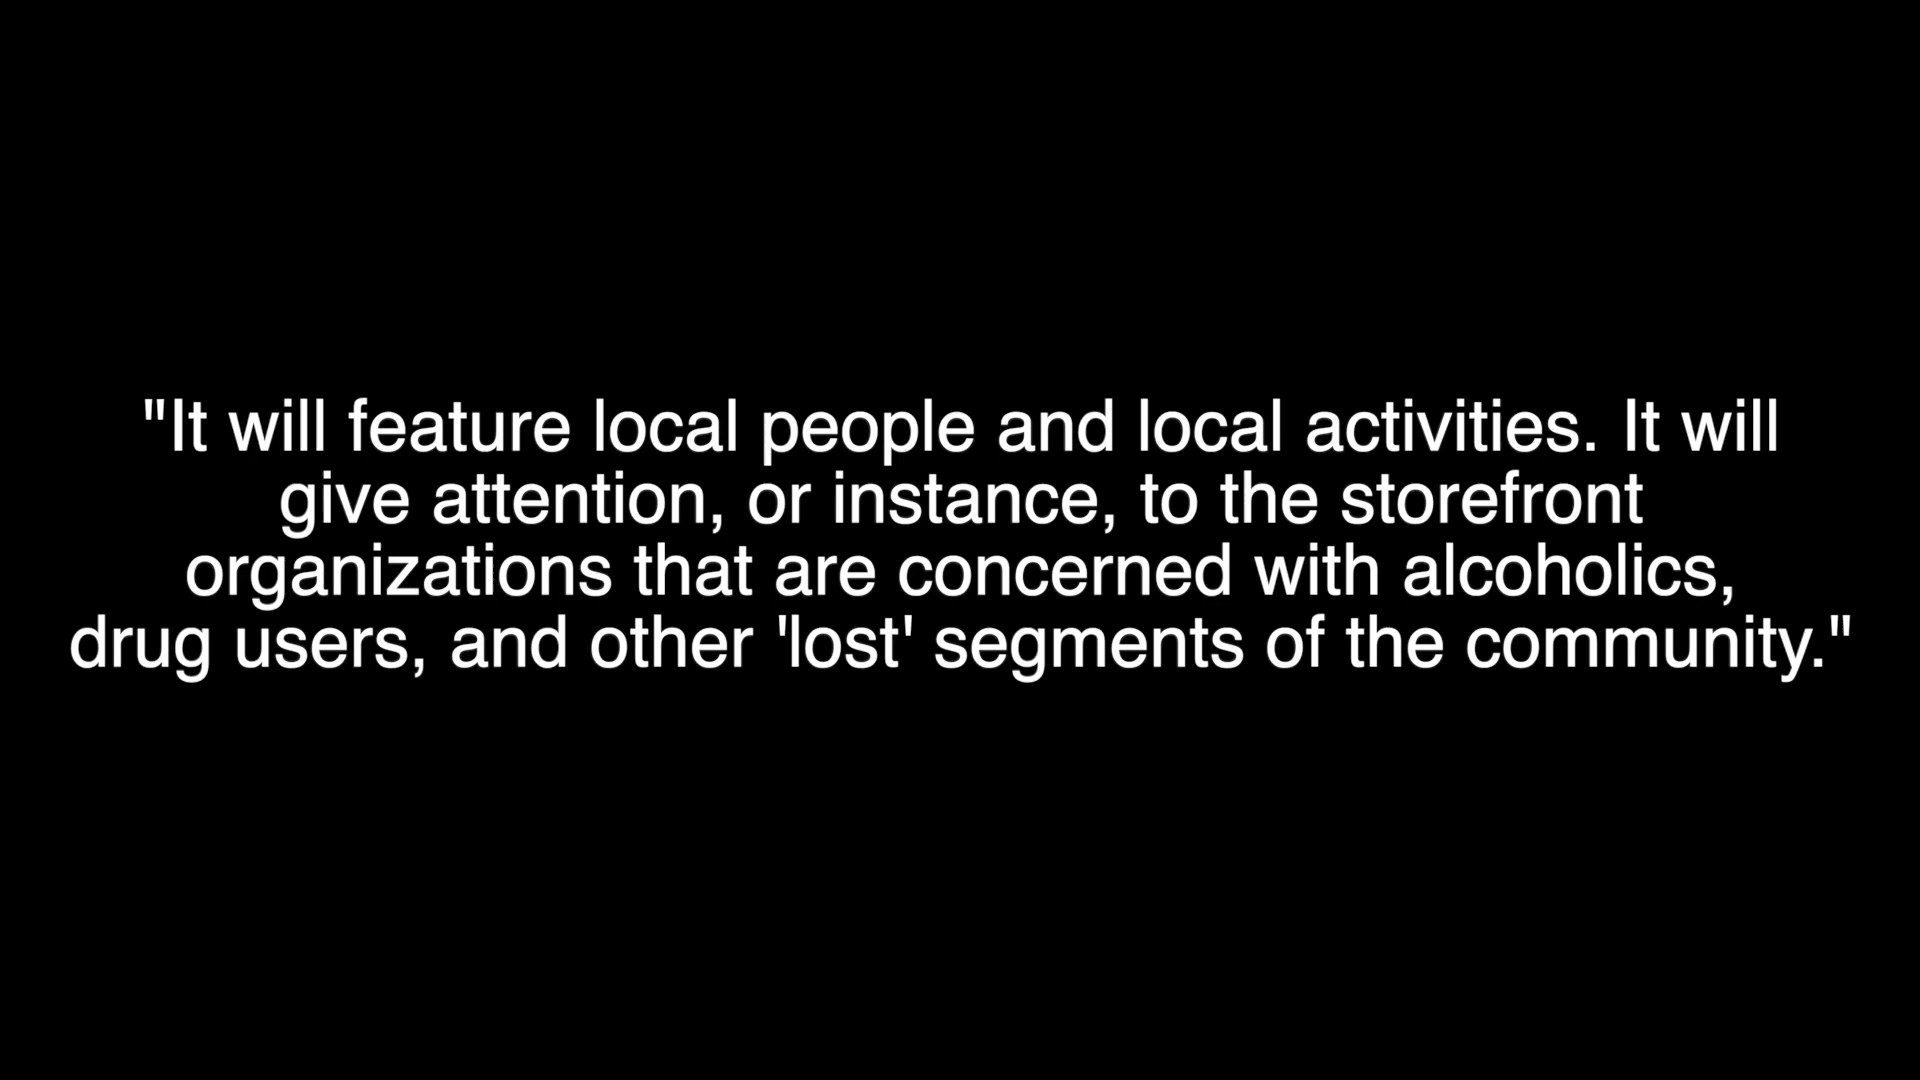 "It will feature local people and local activities. It will
give attention, or instance, to the storefront
organizations that are concerned with alcoholics,
drug users, and other 'lost' segments of the community."